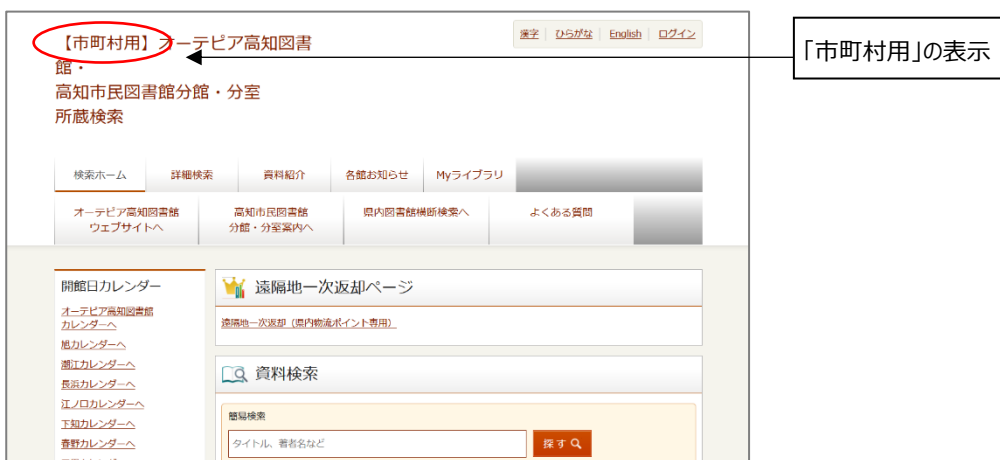 【市町村用】オーテピア高知図書
館・
高知市民図書館分館・分室
所蔵検索
漢字 ひらがな English ログイン
「市町村用」の表示
検索ホーム 詳細検索 資料紹介 各館お知らせ Myライブラリ
オーテピア高知図書館
ウェブサイトへ
高知市民図書館
分館・分室案内へ
県内図書館横断検索へ
よくある質問
開館日カレンダー
オーテピア高知図書館
カレンダーへ
旭カレンダーへ
潮江カレンダーへ
長浜カレンダーへ
江ノ口カレンダーへ
下知カレンダーへ
春野カレンダーへ
遠隔地一次返却ページ
遠隔地一次返却（県内物流ポイント専用）
資料検索
簡易検索
タイトル、著者名など
探す